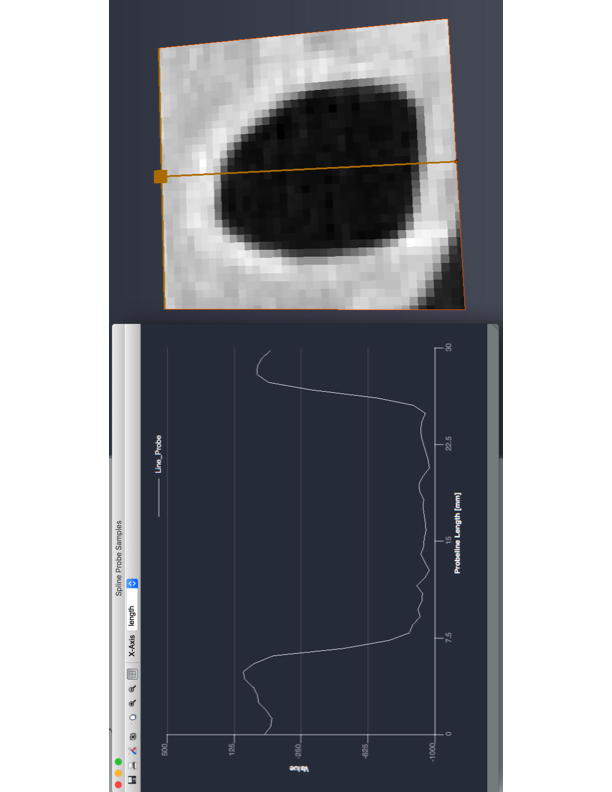 Spline Probe Samples
X-Axis length
Line_Probe
500
125
-250
-625
-1000
Value
0
7.5
15
22.5
30
Probeline Length [mm]